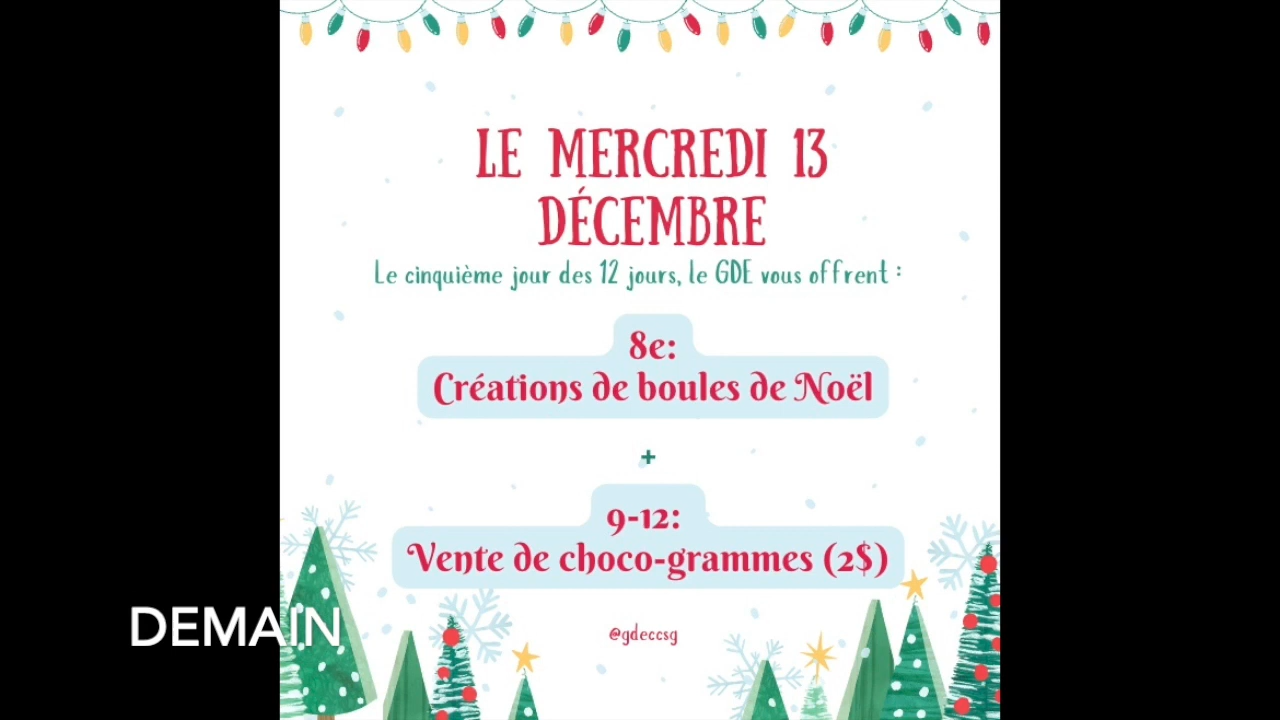 LE MERCREDI 13
DÉCEMBRE
Le cinquième jour des 12 jours, le GDE vous offrent :
8e:
Créations de boules de Noël
+
9-12:
Vente de choco-grammes (2$)
DEMAIN
@gdeccsg